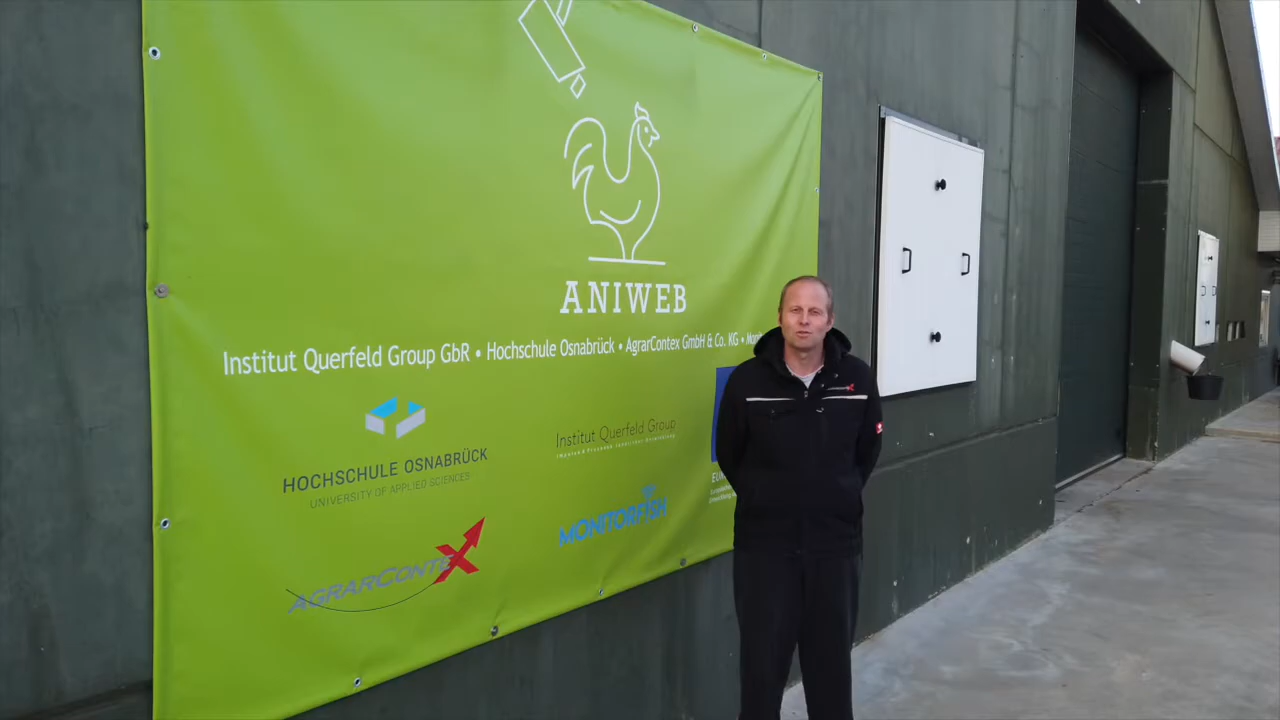 ANIWEB
Institut Querfeld Group GbR • Hochschule Osnabrück • AgrarContex GmbH & Co. KG •
HOCHSCHULE OSNABRÜCK
UNIVERSITY OF APPLIED SCIENCES
Institut Querfeld Group
MONITORFISH
AGRARCONTEX